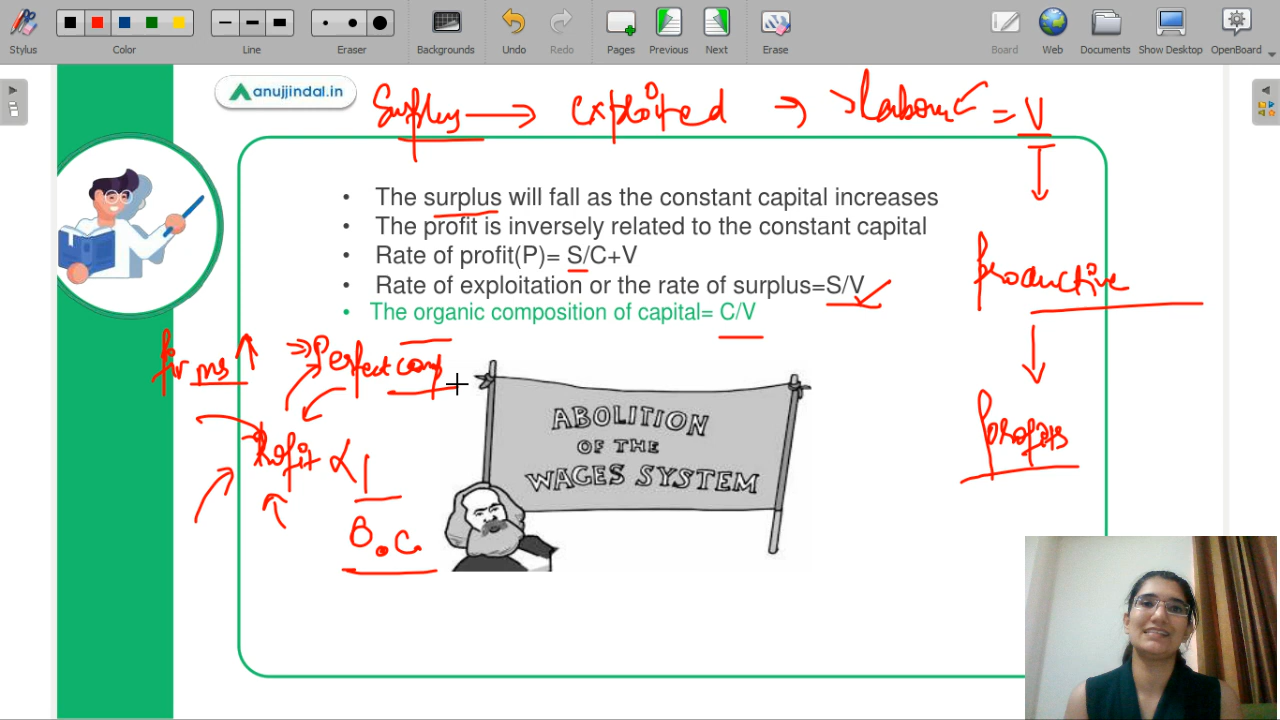 Stylus
Color
Line
Eraser
Backgrounds
Undo
Redo
Pages
Previous
Next
Erase
Board
Web
Documents
Show Desktop
OpenBoard
anujjindal.in
Surplus → exploited → labour = V
• The surplus will fall as the constant capital increases
• The profit is inversely related to the constant capital
• Rate of profit(P)= S/C+V
• Rate of exploitation or the rate of surplus=S/V
• The organic composition of capital= C/V
Productive
Profits
firms ↑
Perfect comp
Profit ∝ 1
O.C.
ABOLITION
OF THE
WAGES SYSTEM